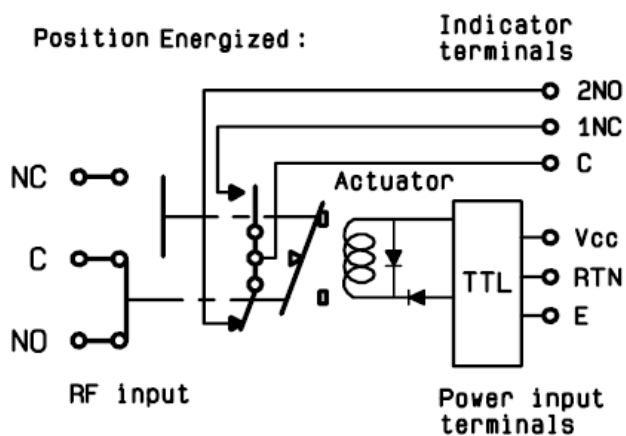 Position Energized :
Indicator
terminals
2NO
1NC
C
NC
Actuator
C
Vcc
TTL
RTN
E
NO
RF input
Power input
terminals